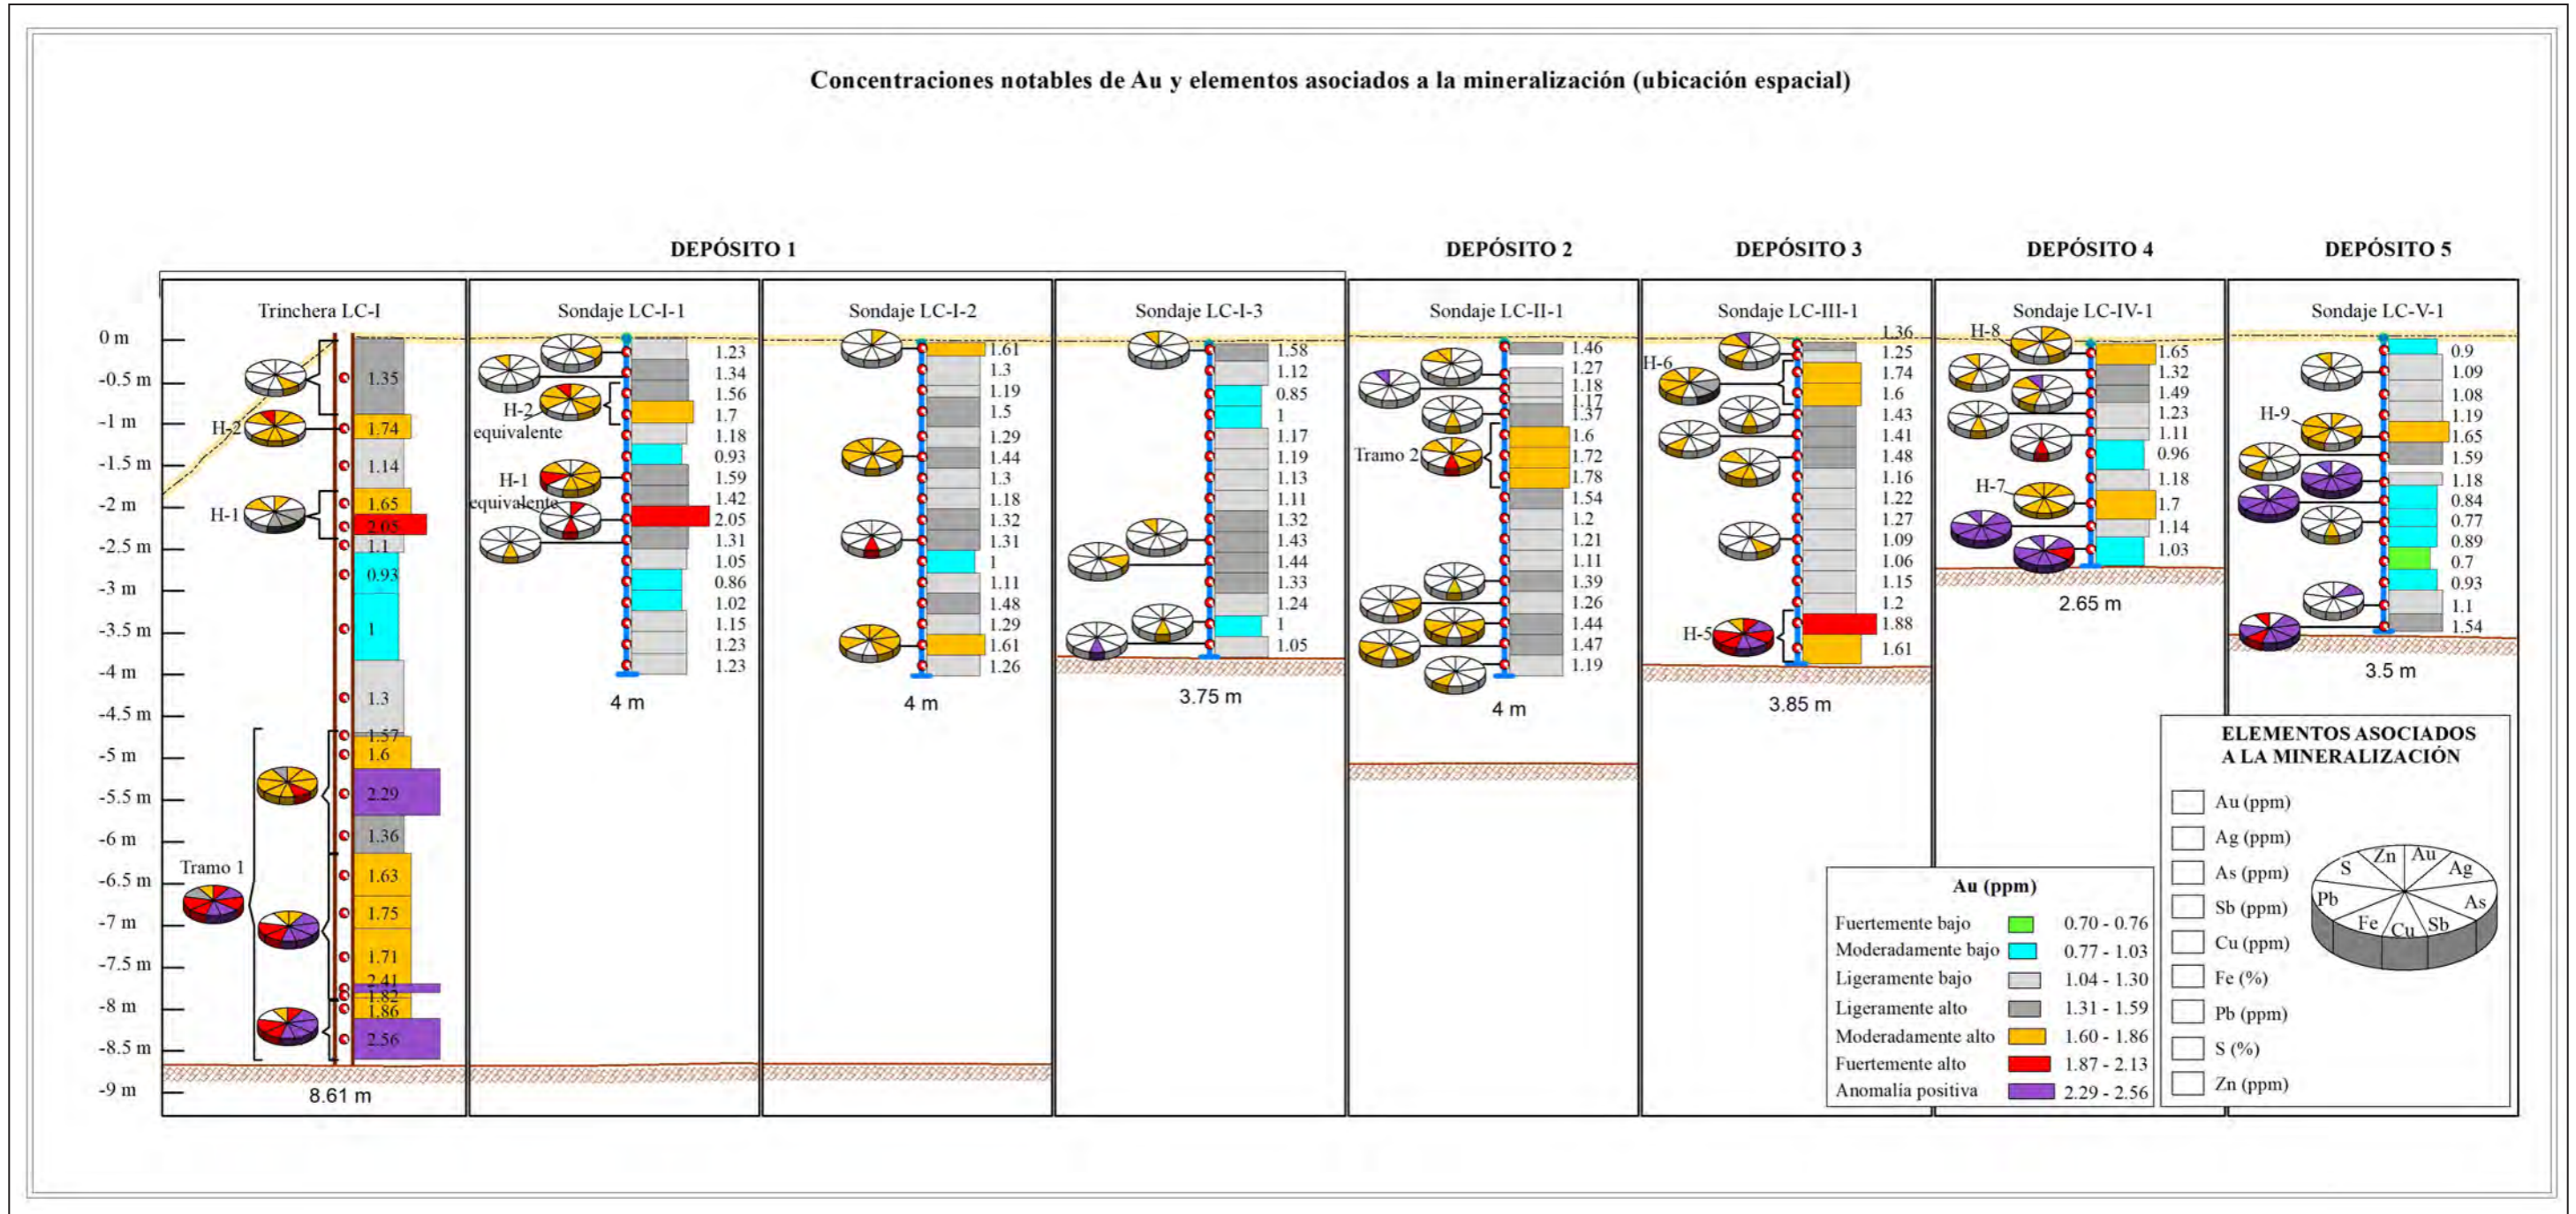 Concentraciones notables de Au y elementos asociados a la mineralización (ubicación espacial)
DEPÓSITO 1
DEPÓSITO 2
DEPÓSITO 3
DEPÓSITO 4
DEPÓSITO 5
0 m
-0.5 m
-1 m
-1.5 m
-2 m
-2.5 m
-3 m
-3.5 m
-4 m
-4.5 m
-5 m
-5.5 m
-6 m
-6.5 m
-7 m
-7.5 m
-8 m
-8.5 m
-9 m
Trinchera LC-I
1.35
H-2
1.74
1.14
1.65
H-1
2.05
1.1
0.93
1
1.3
1.57
1.6
2.29
1.36
Tramo 1
1.63
1.75
1.71
2.41
1.82
1.86
2.56
8.61 m
Sondaje LC-I-1
1.23
1.34
1.56
H-2
equivalente
1.7
1.18
0.93
H-1
equivalente
1.59
1.42
2.05
1.31
1.05
0.86
1.02
1.15
1.23
1.23
4 m
Sondaje LC-I-2
1.61
1.3
1.19
1.5
1.29
1.44
1.3
1.18
1.32
1.31
1
1.11
1.48
1.29
1.61
1.26
4 m
Sondaje LC-I-3
1.58
1.12
0.85
1
1.17
1.19
1.13
1.11
1.32
1.43
1.44
1.33
1.24
1
1.05
3.75 m
Sondaje LC-II-1
1.46
1.27
1.18
1.17
1.37
1.6
Tramo 2
1.72
1.78
1.54
1.2
1.21
1.11
1.39
1.26
1.44
1.47
1.19
4 m
Sondaje LC-III-1
1.36
1.25
H-6
1.74
1.6
1.43
1.41
1.48
1.16
1.22
1.27
1.09
1.06
1.15
1.2
1.88
H-5
1.61
3.85 m
Sondaje LC-IV-1
H-8
1.65
1.32
1.49
1.23
1.11
0.96
1.18
H-7
1.7
1.14
1.03
2.65 m
Sondaje LC-V-1
0.9
1.09
1.08
1.19
H-9
1.65
1.59
1.18
0.84
0.77
0.89
0.7
0.93
1.1
1.54
3.5 m
Au (ppm)
Fuertemente bajo 0.70 - 0.76
Moderadamente bajo 0.77 - 1.03
Ligeramente bajo 1.04 - 1.30
Ligeramente alto 1.31 - 1.59
Moderadamente alto 1.60 - 1.86
Fuertemente alto 1.87 - 2.13
Anomalía positiva 2.29 - 2.56
ELEMENTOS ASOCIADOS
A LA MINERALIZACIÓN
Au (ppm)
Ag (ppm)
As (ppm)
Sb (ppm)
Cu (ppm)
Fe (%)
Pb (ppm)
S (%)
Zn (ppm)
Zn
Au
S
Ag
Pb
As
Fe
Cu
Sb